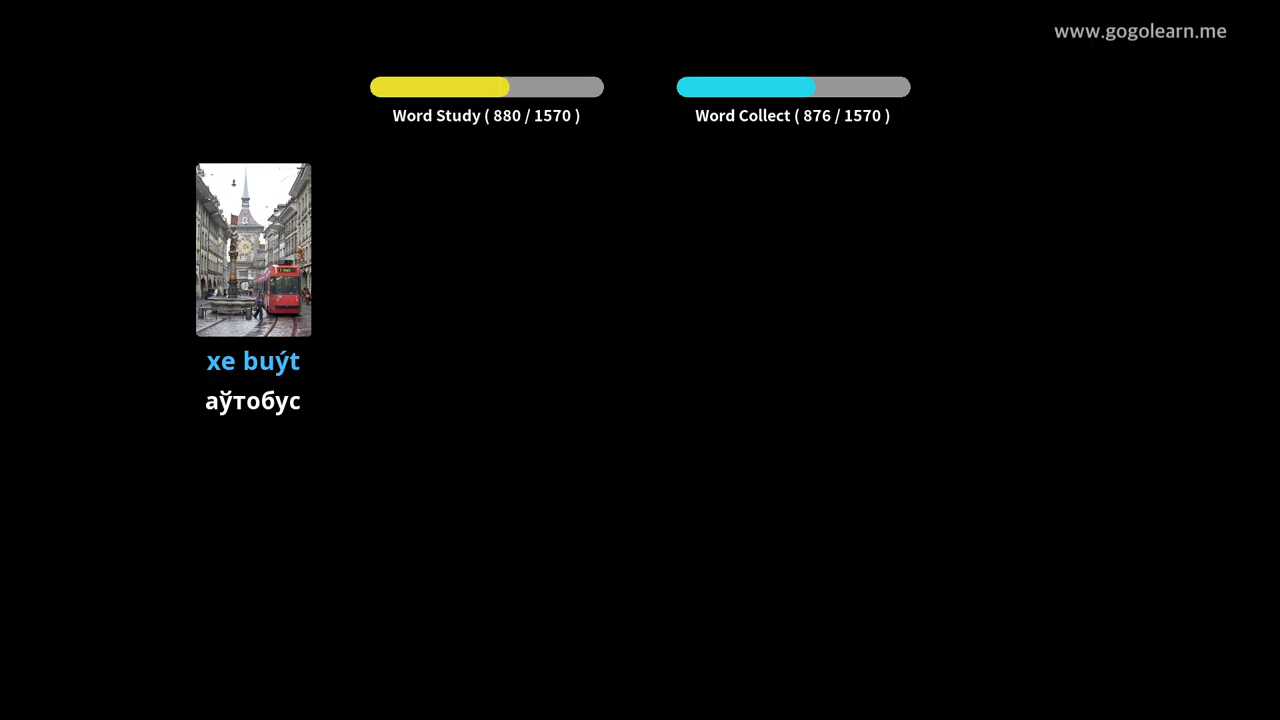 www.gogolearn.me
Word Study ( 880 / 1570 )
Word Collect ( 876 / 1570 )
xe buýt
аўтобус